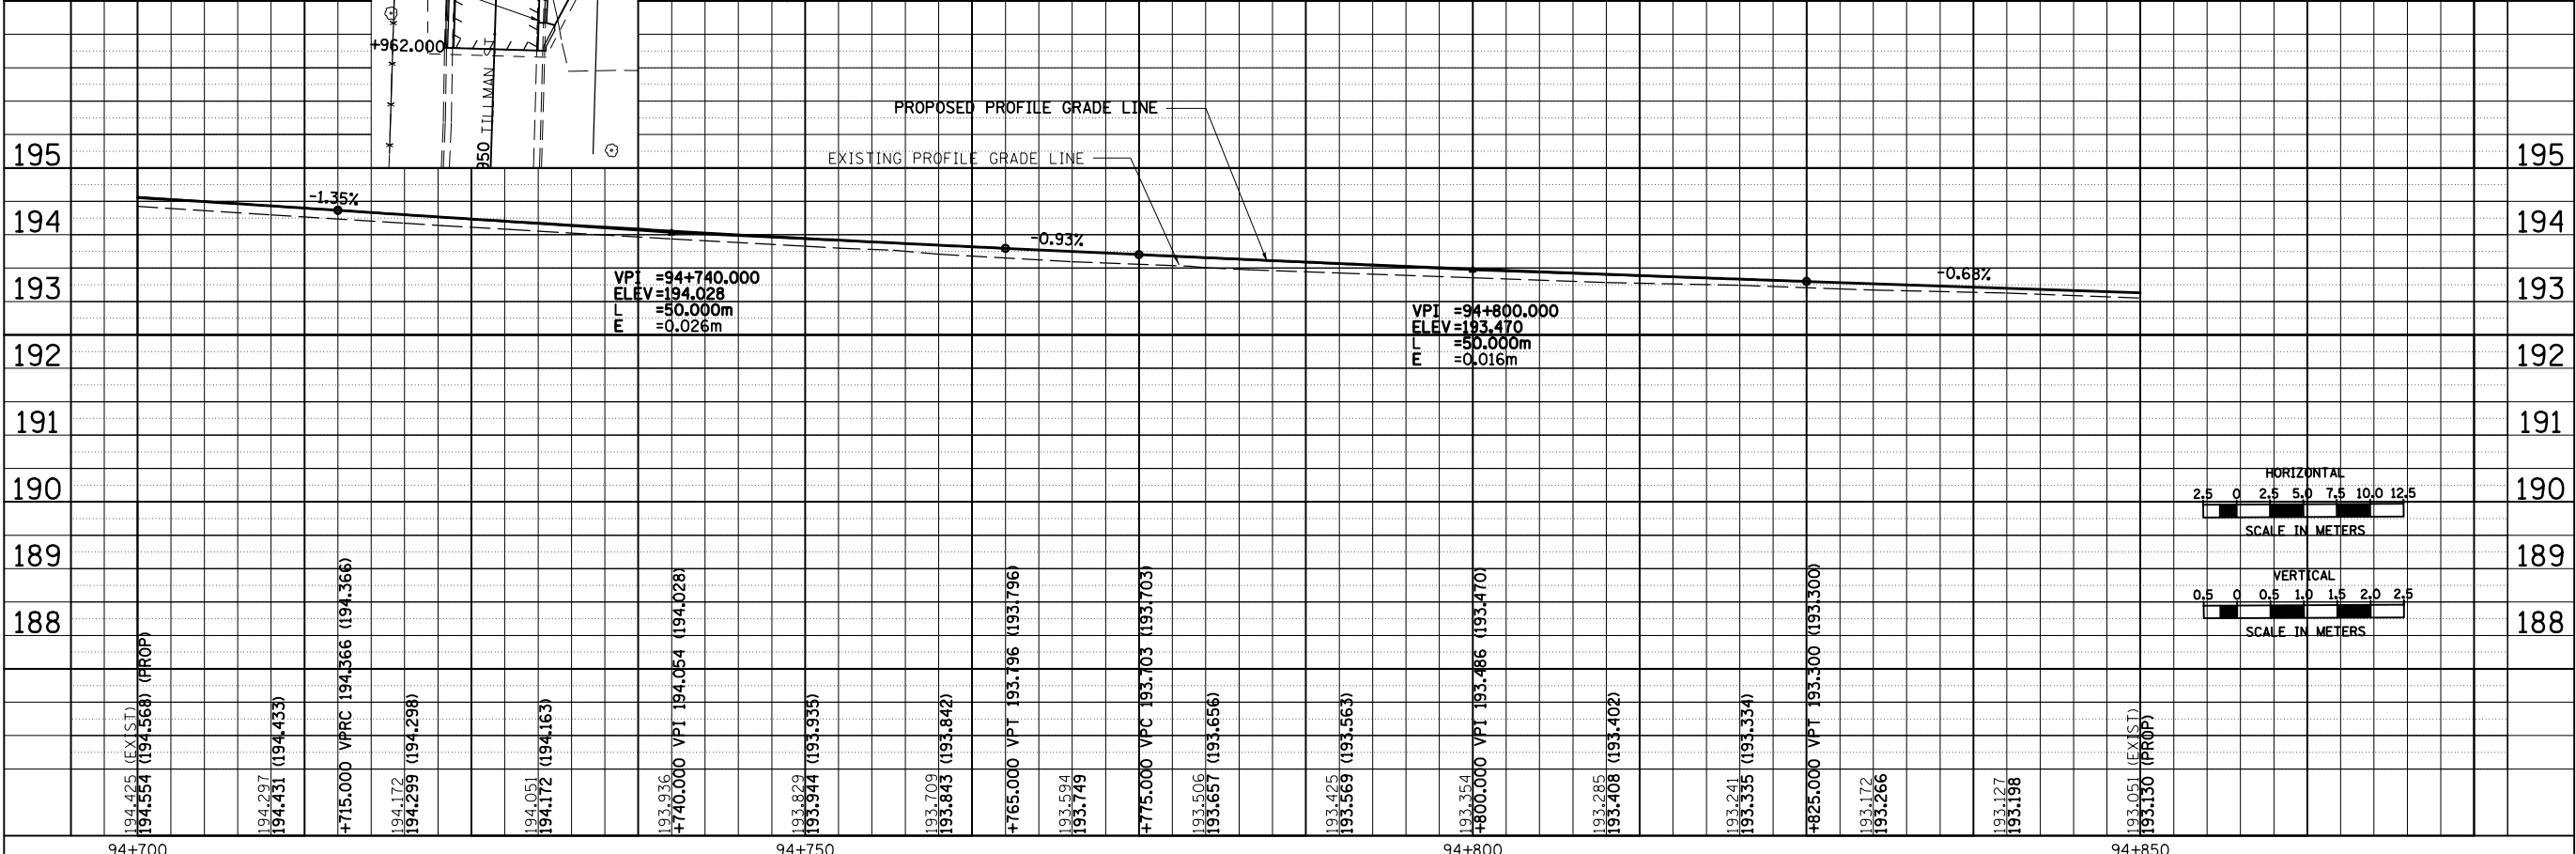 +962.000
950 TILLMAN ST.
PROPOSED PROFILE GRADE LINE
EXISTING PROFILE GRADE LINE
195
195
-1.35%
194
194
-0.93%
-0.68%
193
193
VPI =94+740.000
ELEV=194.028
L =50.000m
E =0.026m
VPI =94+800.000
ELEV=193.470
L =50.000m
E =0.016m
192
192
191
191
190
190
HORIZONTAL
2.5 0 2.5 5.0 7.5 10.0 12.5
SCALE IN METERS
189
189
VERTICAL
0.5 0 0.5 1.0 1.5 2.0 2.5
SCALE IN METERS
188
188
194.425 (EXIST)
194.554 (194.568) (PROP)
194.297
194.431 (194.433)
+715.000 VPRC 194.366 (194.366)
194.172
194.299 (194.298)
194.051
194.172 (194.163)
193.936
+740.000 VPI 194.054 (194.028)
193.829
193.944 (193.935)
193.709
193.843 (193.842)
+765.000 VPT 193.796 (193.796)
193.594
193.749
+775.000 VPC 193.703 (193.703)
193.506
193.657 (193.656)
193.425
193.569 (193.563)
193.354
+800.000 VPI 193.486 (193.470)
193.285
193.408 (193.402)
193.241
193.335 (193.334)
+825.000 VPT 193.300 (193.300)
193.172
193.266
193.127
193.198
193.051 (EXIST)
193.130 (PROP)
94+700
94+750
94+800
94+850